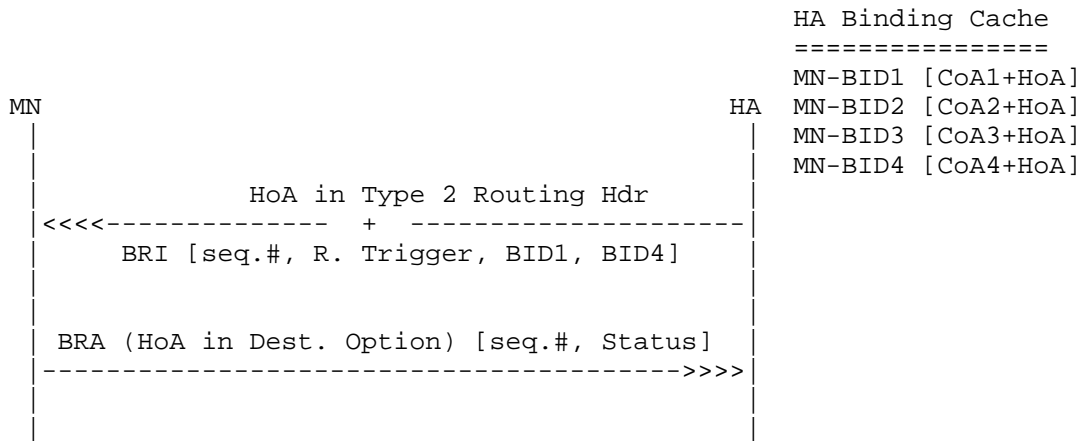 HA Binding Cache
================
MN-BID1 [CoA1+HoA]
MN                                           HA  MN-BID2 [CoA2+HoA]
|                                            |   MN-BID3 [CoA3+HoA]
|                                            |   MN-BID4 [CoA4+HoA]
|             HoA in Type 2 Routing Hdr      |
|<<<<--------------  +  ---------------------|
|     BRI [seq.#, R. Trigger, BID1, BID4]    |
|                                            |
|                                            |
| BRA (HoA in Dest. Option) [seq.#, Status]  |
|---------------------------------------->>>>|
|                                            |
|                                            |